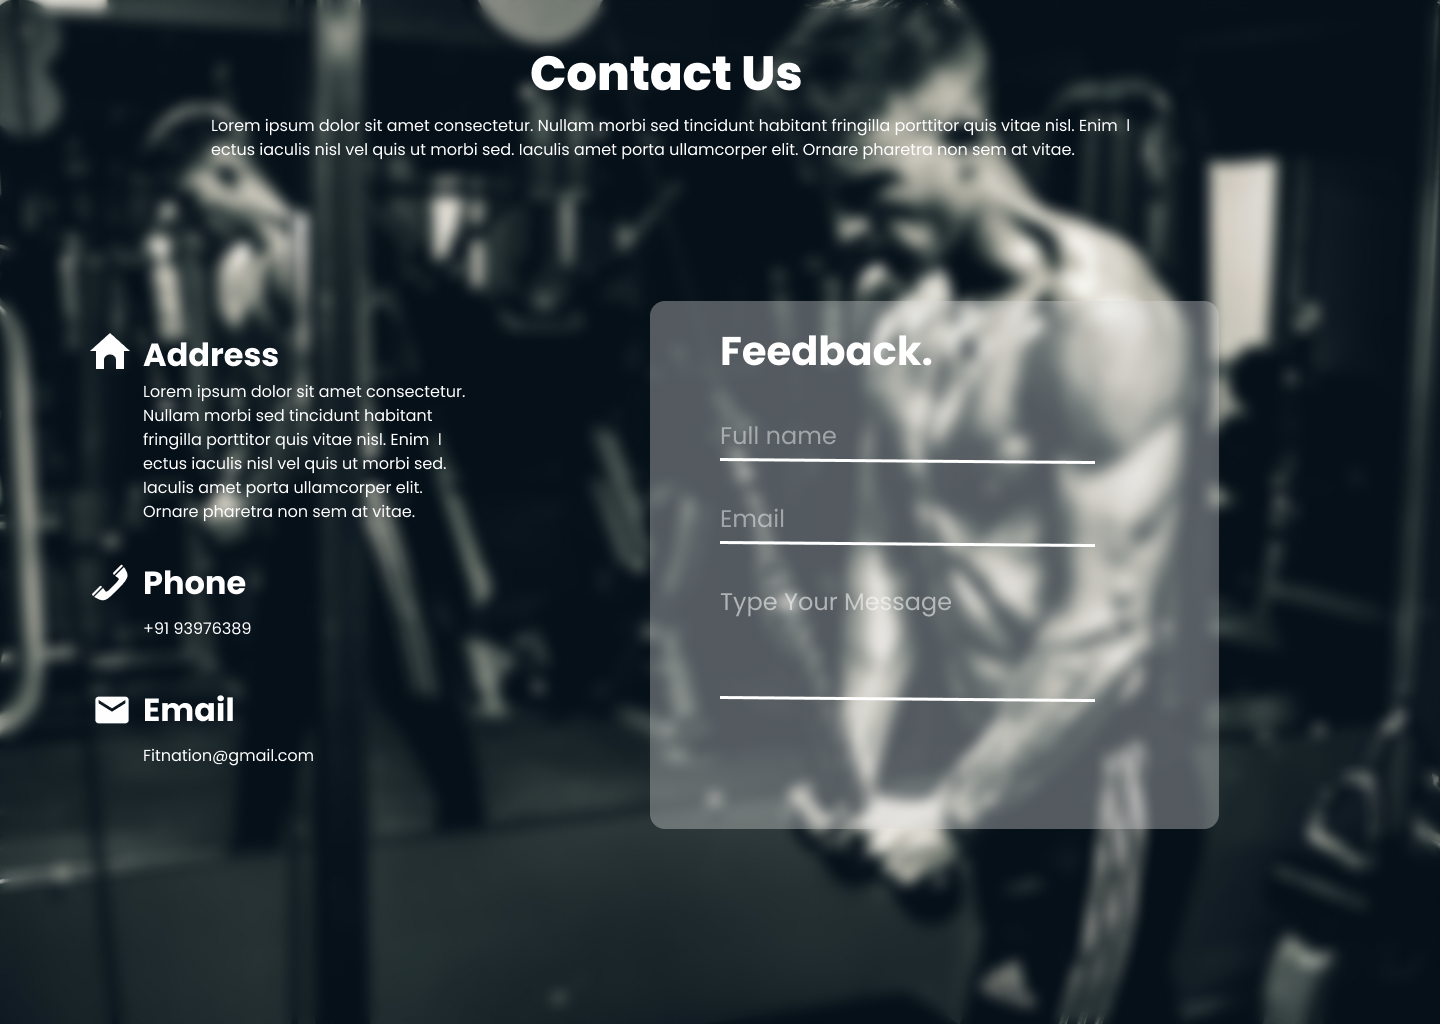 Contact Us
Lorem ipsum dolor sit amet consectetur. Nullam morbi sed tincidunt habitant fringilla porttitor quis vitae nisl. Enim l
ectus iaculis nisl vel quis ut morbi sed. Iaculis amet porta ullamcorper elit. Ornare pharetra non sem at vitae.
Address
Lorem ipsum dolor sit amet consectetur.
Nullam morbi sed tincidunt habitant
fringilla porttitor quis vitae nisl. Enim l
ectus iaculis nisl vel quis ut morbi sed.
Iaculis amet porta ullamcorper elit.
Ornare pharetra non sem at vitae.
Phone
+91 93976389
Email
Fitnation@gmail.com
Feedback.
Full name
Email
Type Your Message